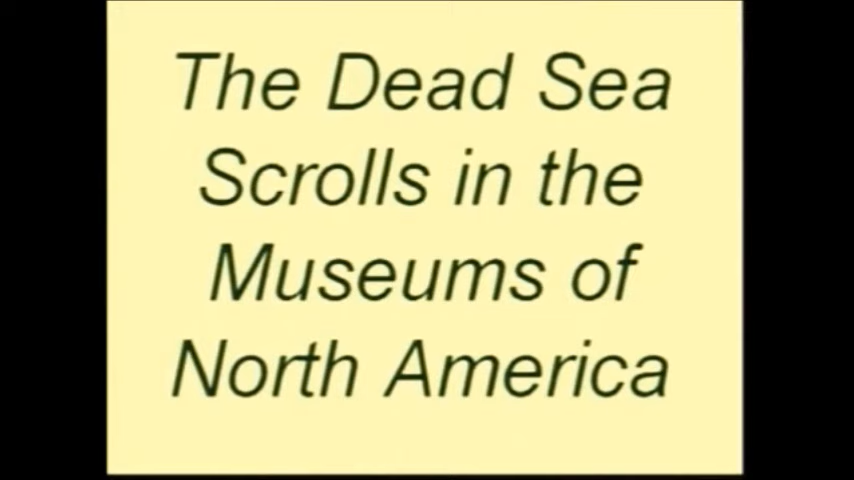 The Dead Sea
Scrolls in the
Museums of
North America